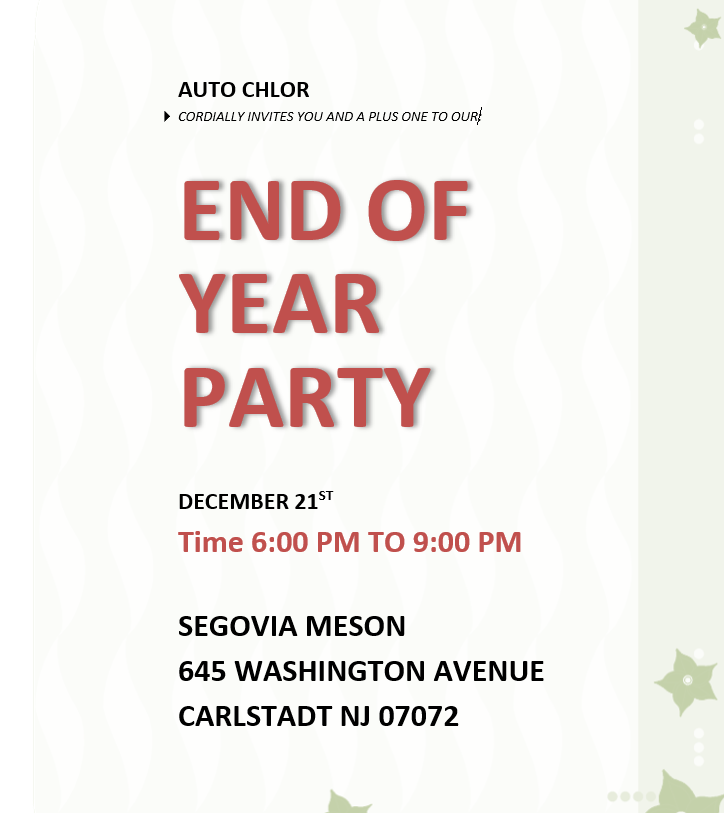 AUTO CHLOR
CORDIALLY INVITES YOU AND A PLUS ONE TO OUR:
END OF
YEAR
PARTY
DECEMBER 21ST
Time 6:00 PM TO 9:00 PM
SEGOVIA MESON
645 WASHINGTON AVENUE
CARLSTADT NJ 07072